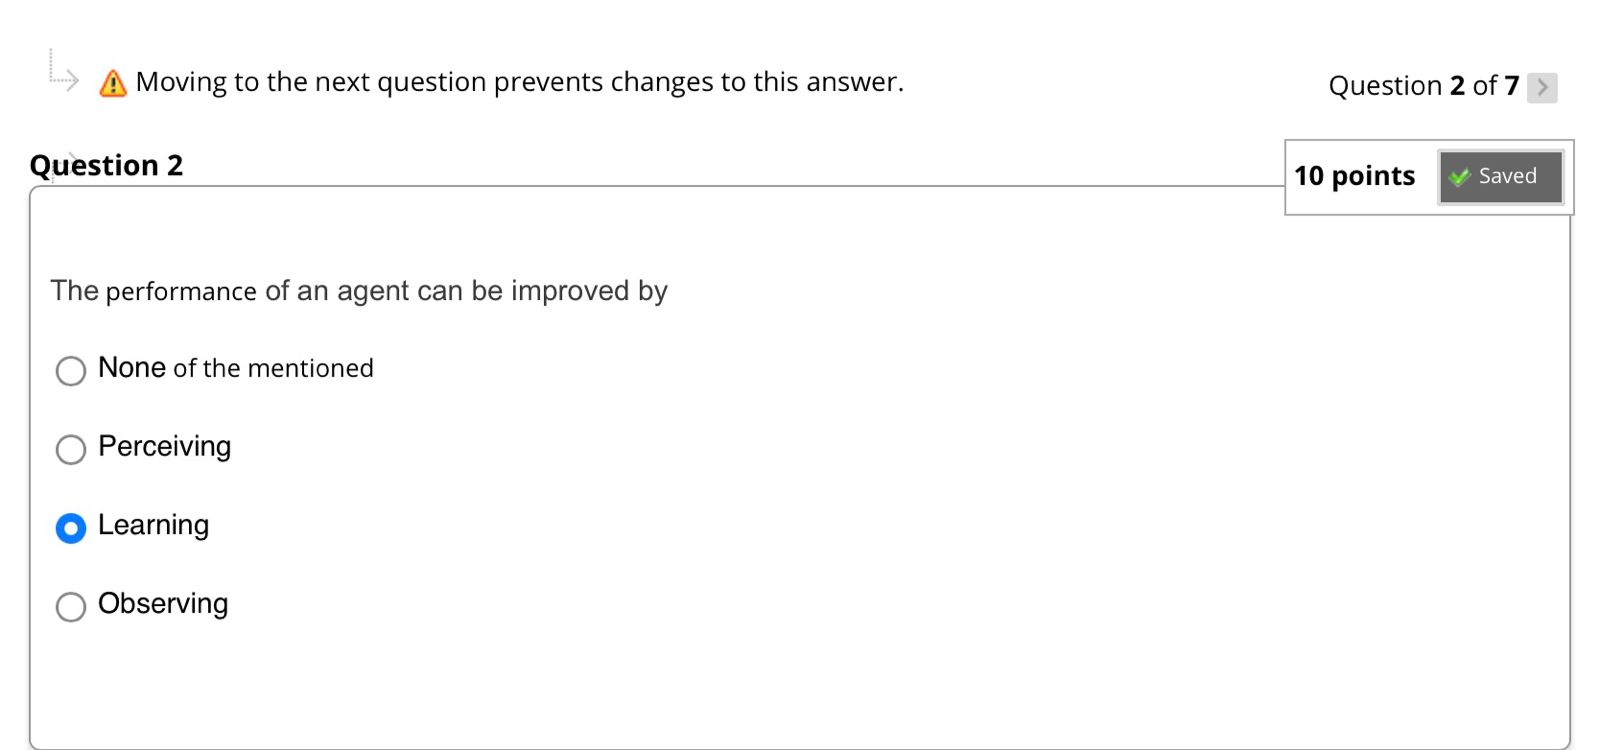 ⚠ Moving to the next question prevents changes to this answer.
Question 2 of 7 >
Question 2
10 points
Saved
The performance of an agent can be improved by
None of the mentioned
Perceiving
Learning
Observing